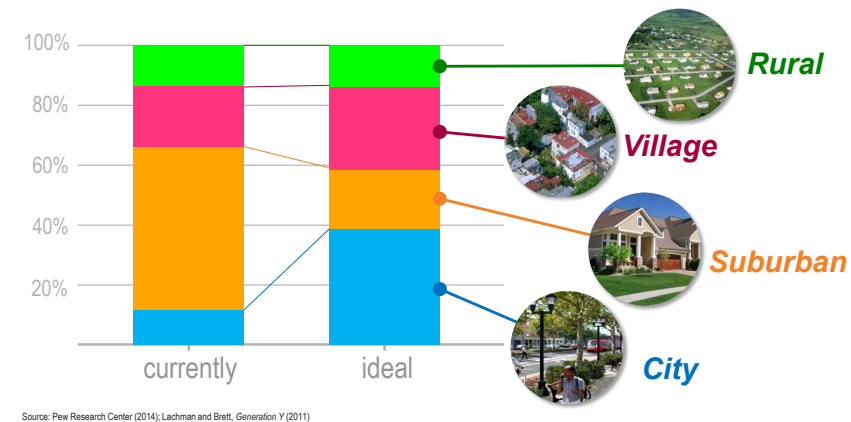 100%
80%
60%
40%
20%
currently
ideal
Rural
Village
Suburban
City
Source: Pew Research Center (2014); Lachman and Brett, Generation Y (2011)